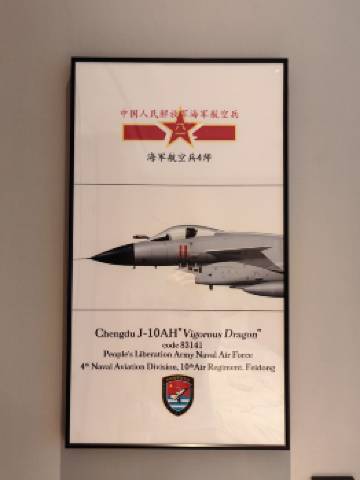 中国人民解放军海军航空兵
八一
海军航空兵4师
Chengdu J-10AH "Vigorous Dragon"
code 83141
People's Liberation Army Naval Air Force
4th Naval Aviation Division, 10th Air Regiment, Feidong